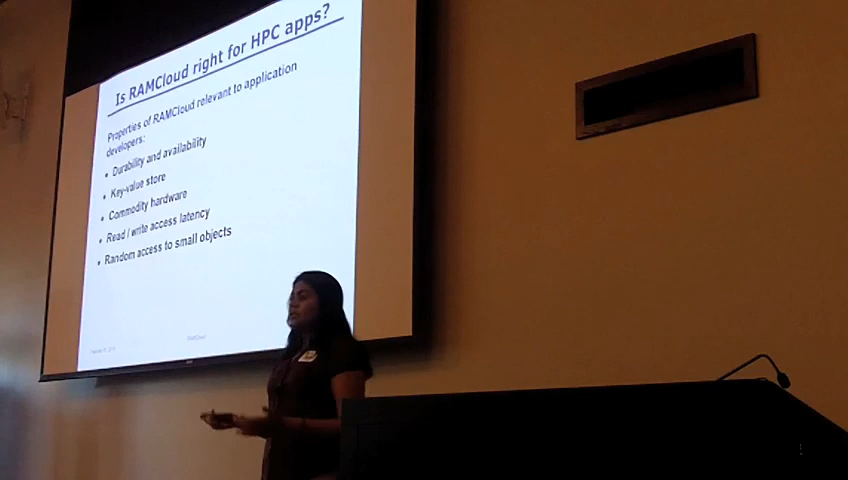 Is RAMCloud right for HPC apps?
Properties of RAMCloud relevant to application
developers:
• Durability and availability
• Key-value store
• Commodity hardware
• Read / write access latency
• Random access to small objects
RAMCloud